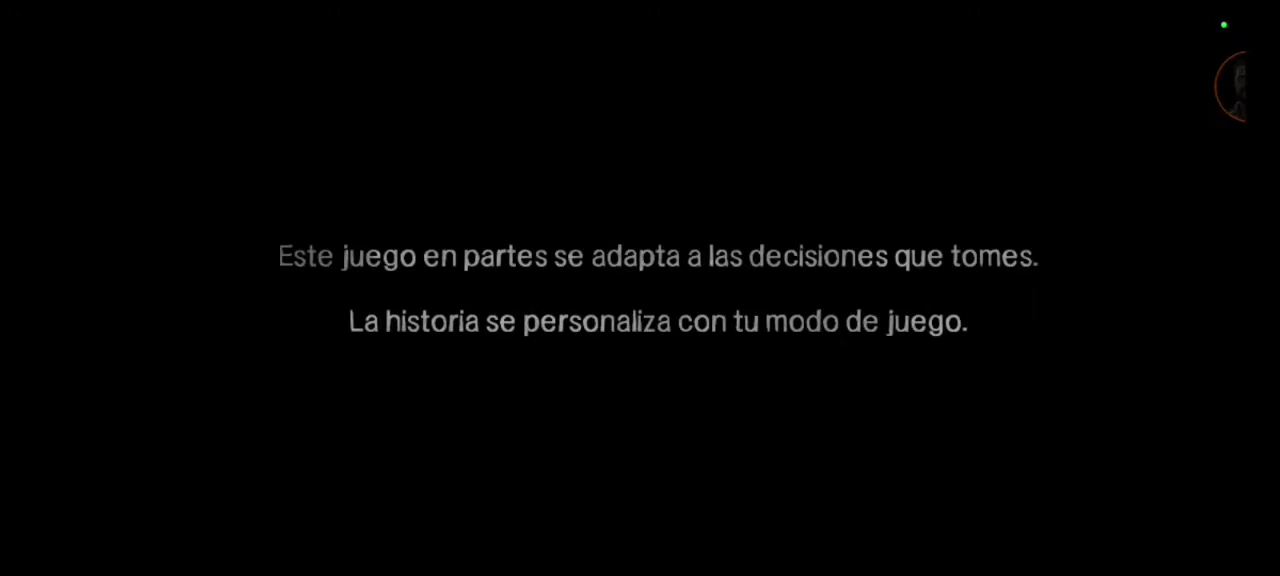 Este juego en partes se adapta a las decisiones que tomes.
La historia se personaliza con tu modo de juego.